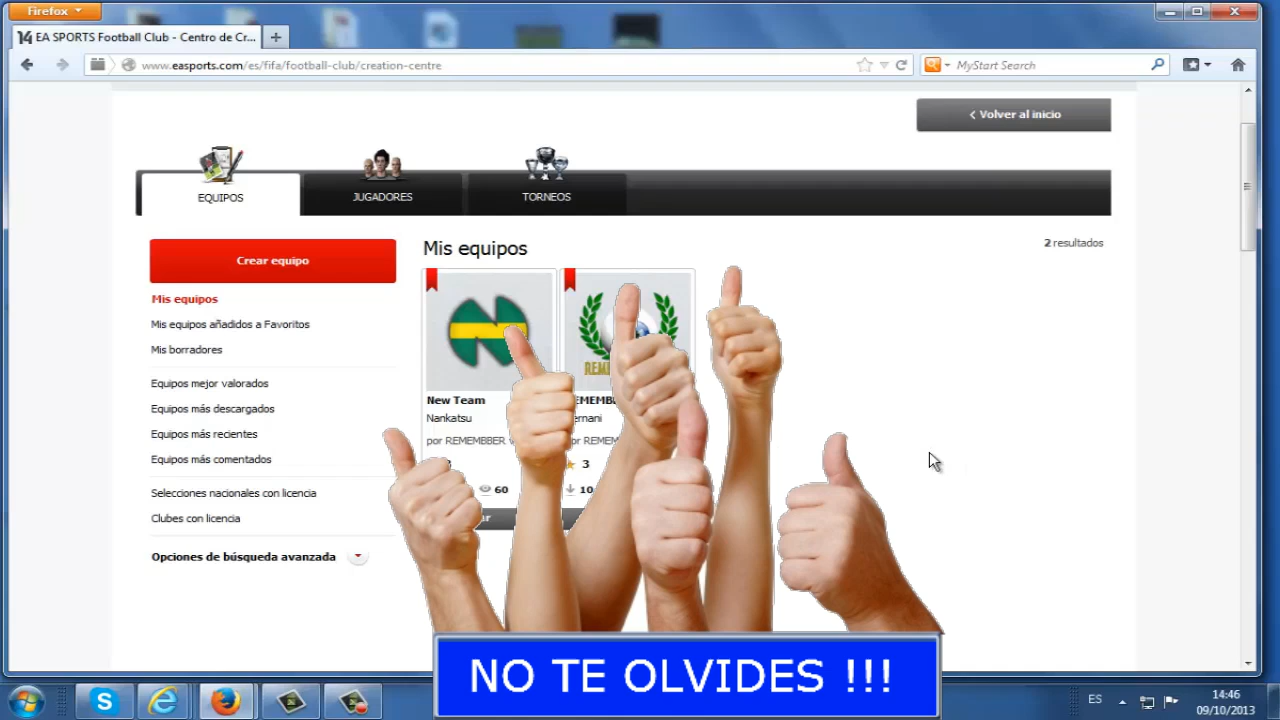 Firefox
14 EA SPORTS Football Club - Centro de Cr...
www.easports.com/es/fifa/football-club/creation-centre
MyStart Search
Volver al inicio
EQUIPOS
JUGADORES
TORNEOS
Crear equipo
Mis equipos
Mis equipos añadidos a Favoritos
Mis borradores
Equipos mejor valorados
Equipos más descargados
Equipos más recientes
Equipos más comentados
Selecciones nacionales con licencia
Clubes con licencia
Opciones de búsqueda avanzada
Mis equipos
2 resultados
New Team
Nankatsu
por REMEMBBER
60
3
10
NO TE OLVIDES !!!
ES
14:46
09/10/2013